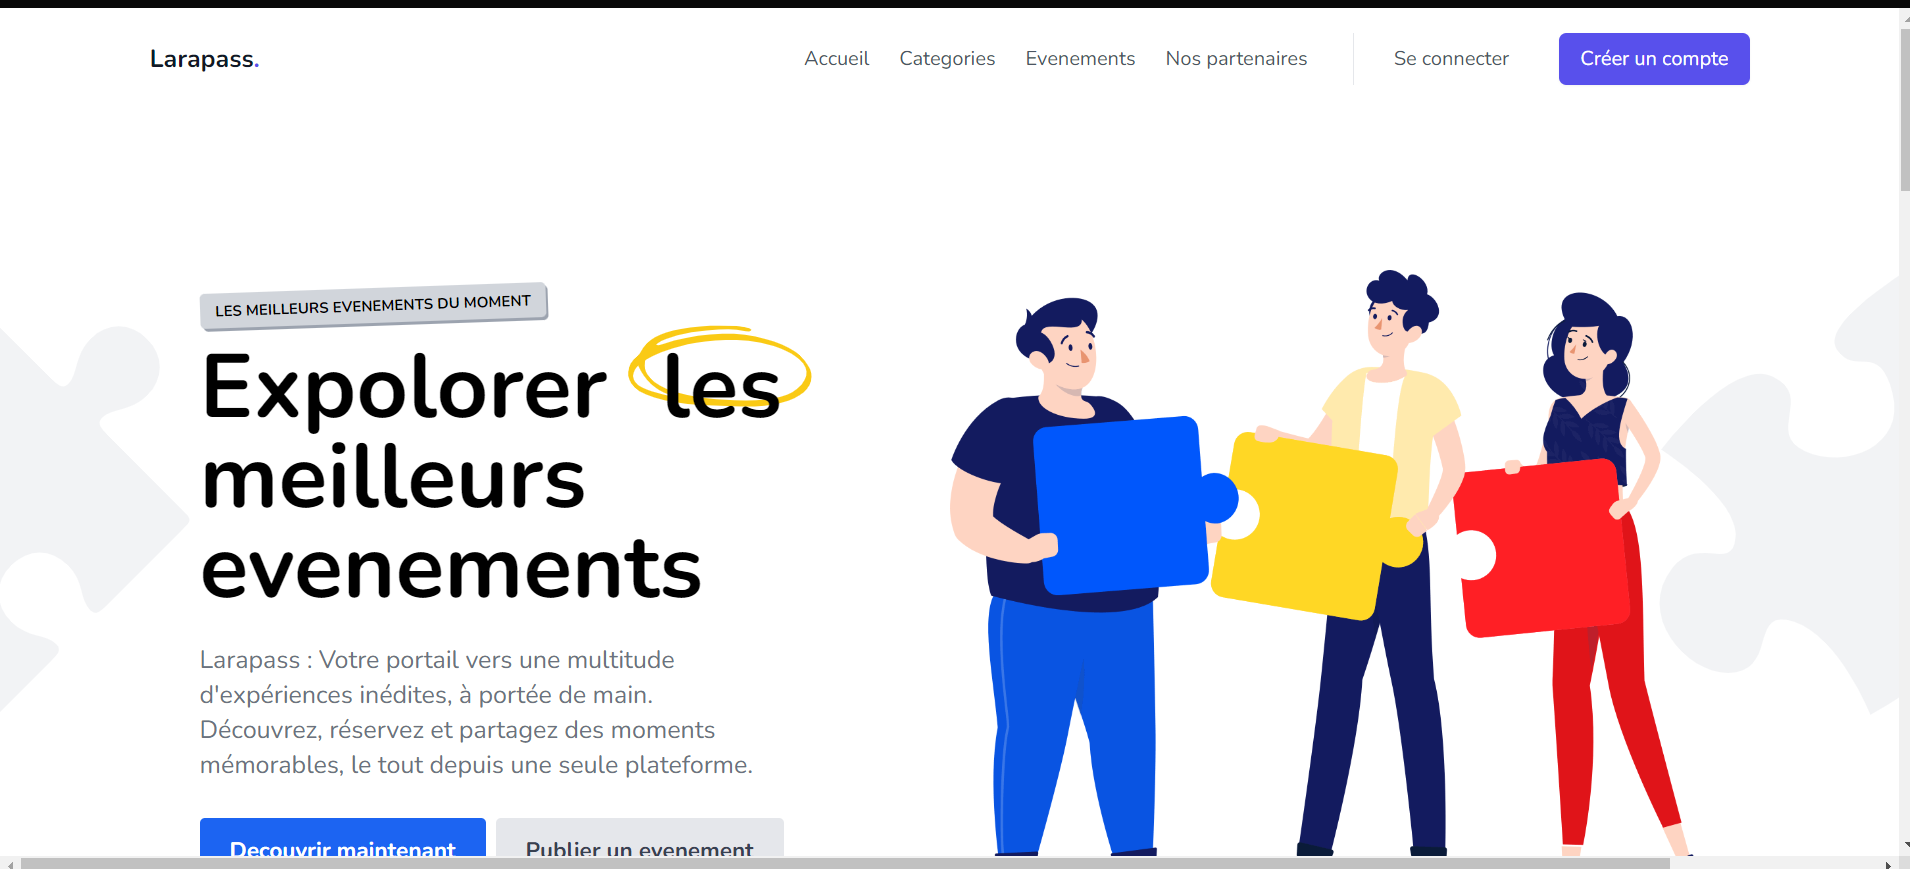 Larapass.
Accueil Categories Evenements Nos partenaires Se connecter Créer un compte
LES MEILLEURS EVENEMENTS DU MOMENT
Expolorer les
meilleurs
evenements
Larapass : Votre portail vers une multitude
d'expériences inédites, à portée de main.
Découvrez, réservez et partagez des moments
mémorables, le tout depuis une seule plateforme.
Decouvrir maintenant Publier un evenement